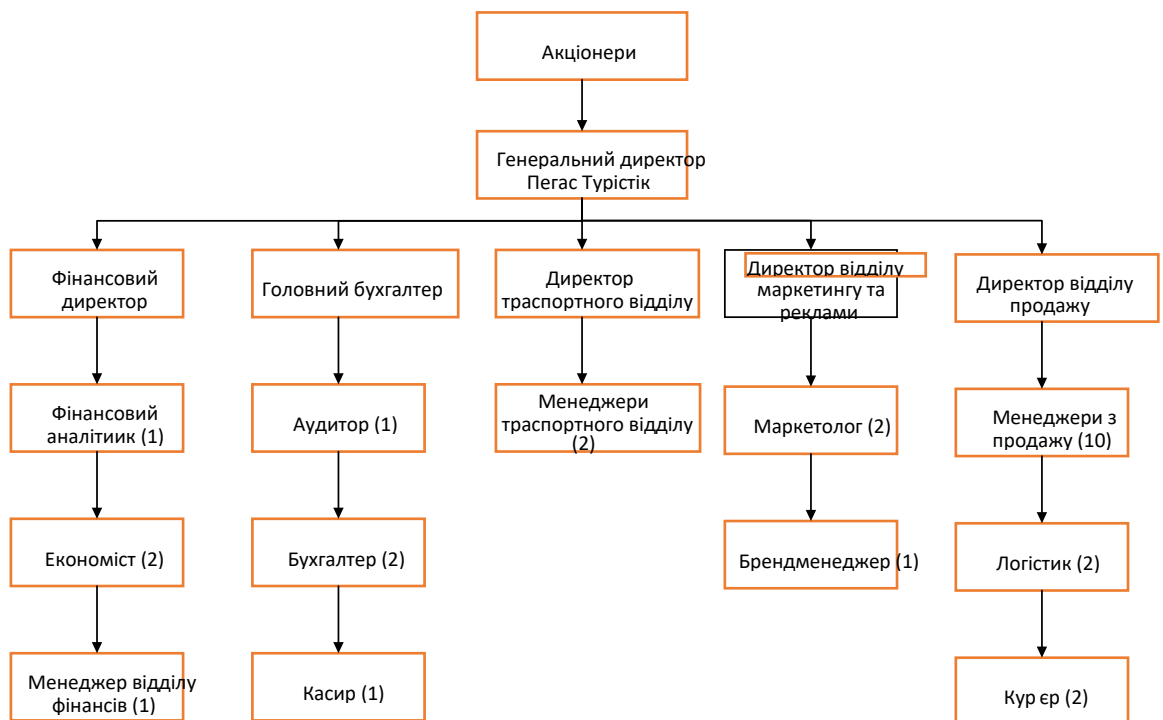 Акціонери
Генеральний директор
Пегас Турістік
Фінансовий
директор
Головний бухгалтер
Директор
траспортного відділу
Директор відділу
маркетингу та
реклами
Директор відділу
продажу
Фінансовий
аналітиик (1)
Аудитор (1)
Менеджери
траспортного відділу
(2)
Маркетолог (2)
Менеджери з
продажу (10)
Економіст (2)
Бухгалтер (2)
Брендменеджер (1)
Логістик (2)
Менеджер відділу
фінансів (1)
Касир (1)
Кур єр (2)